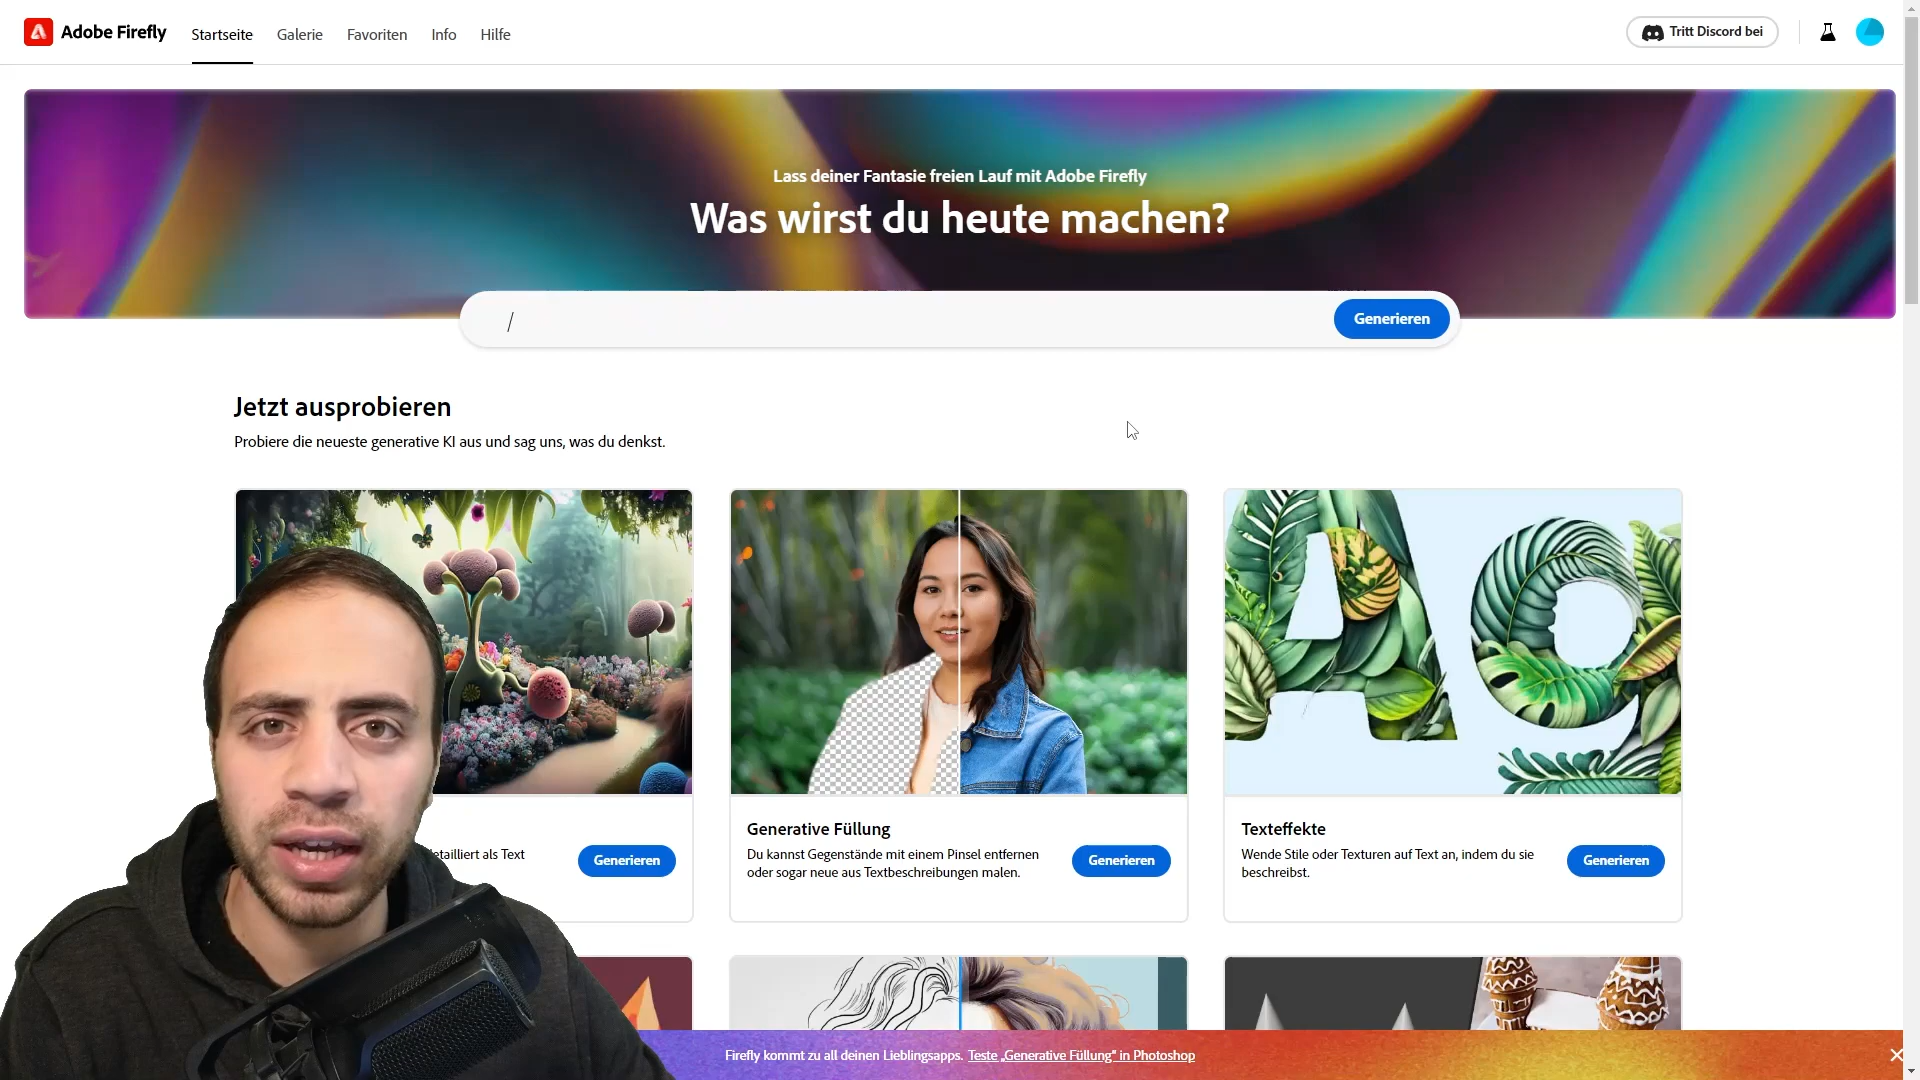 Adobe Firefly
Startseite
Galerie
Favoriten
Info
Hilfe
Tritt Discord bei
Lass deiner Fantasie freien Lauf mit Adobe Firefly
Was wirst du heute machen?
/
Generieren
Jetzt ausprobieren
Probiere die neueste generative KI aus und sag uns, was du denkst.
als Text
Generieren
Generative Füllung
Du kannst Gegenstände mit einem Pinsel entfernen
oder sogar neue aus Textbeschreibungen malen.
Generieren
Texteffekte
Wende Stile oder Texturen auf Text an, indem du sie
beschreibst.
Generieren
Firefly kommt zu all deinen Lieblingsapps. Teste „Generative Füllung“ in Photoshop